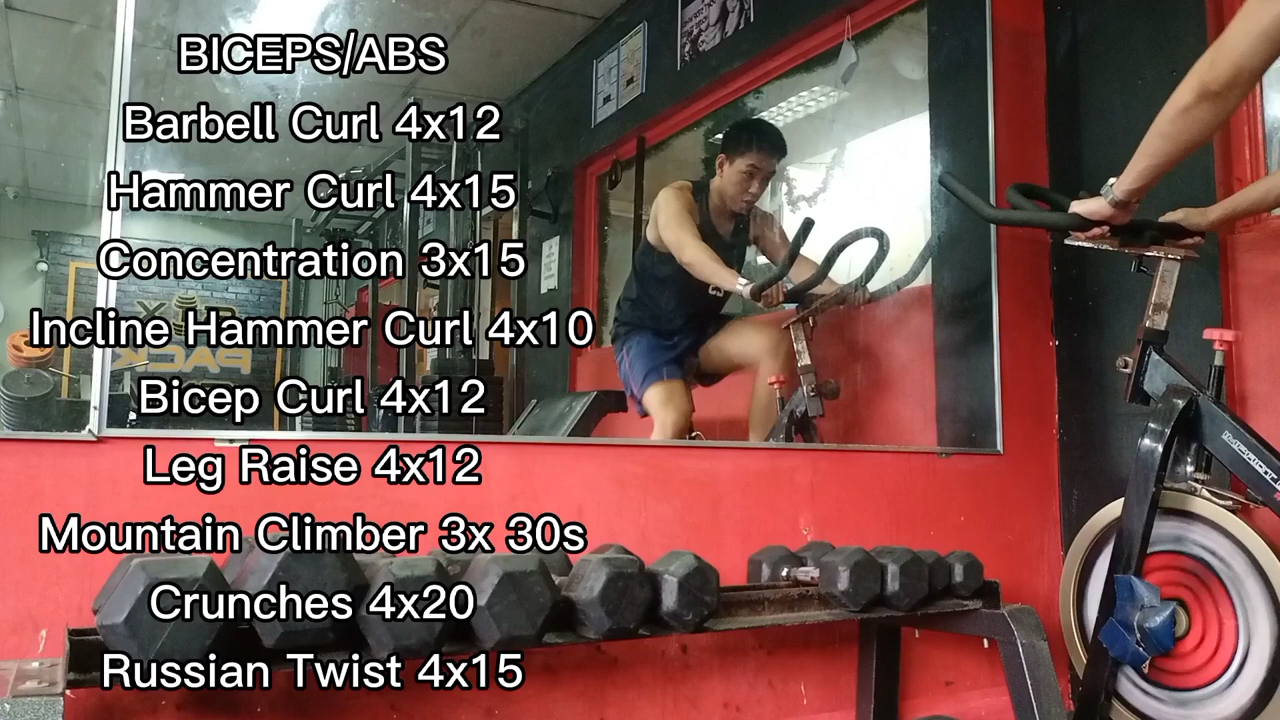 BICEPS/ABS
Barbell Curl 4x12
Hammer Curl 4x15
Concentration 3x15
Incline Hammer Curl 4x10
Bicep Curl 4x12
Leg Raise 4x12
Mountain Climber 3x 30s
Crunches 4x20
Russian Twist 4x15
PACK